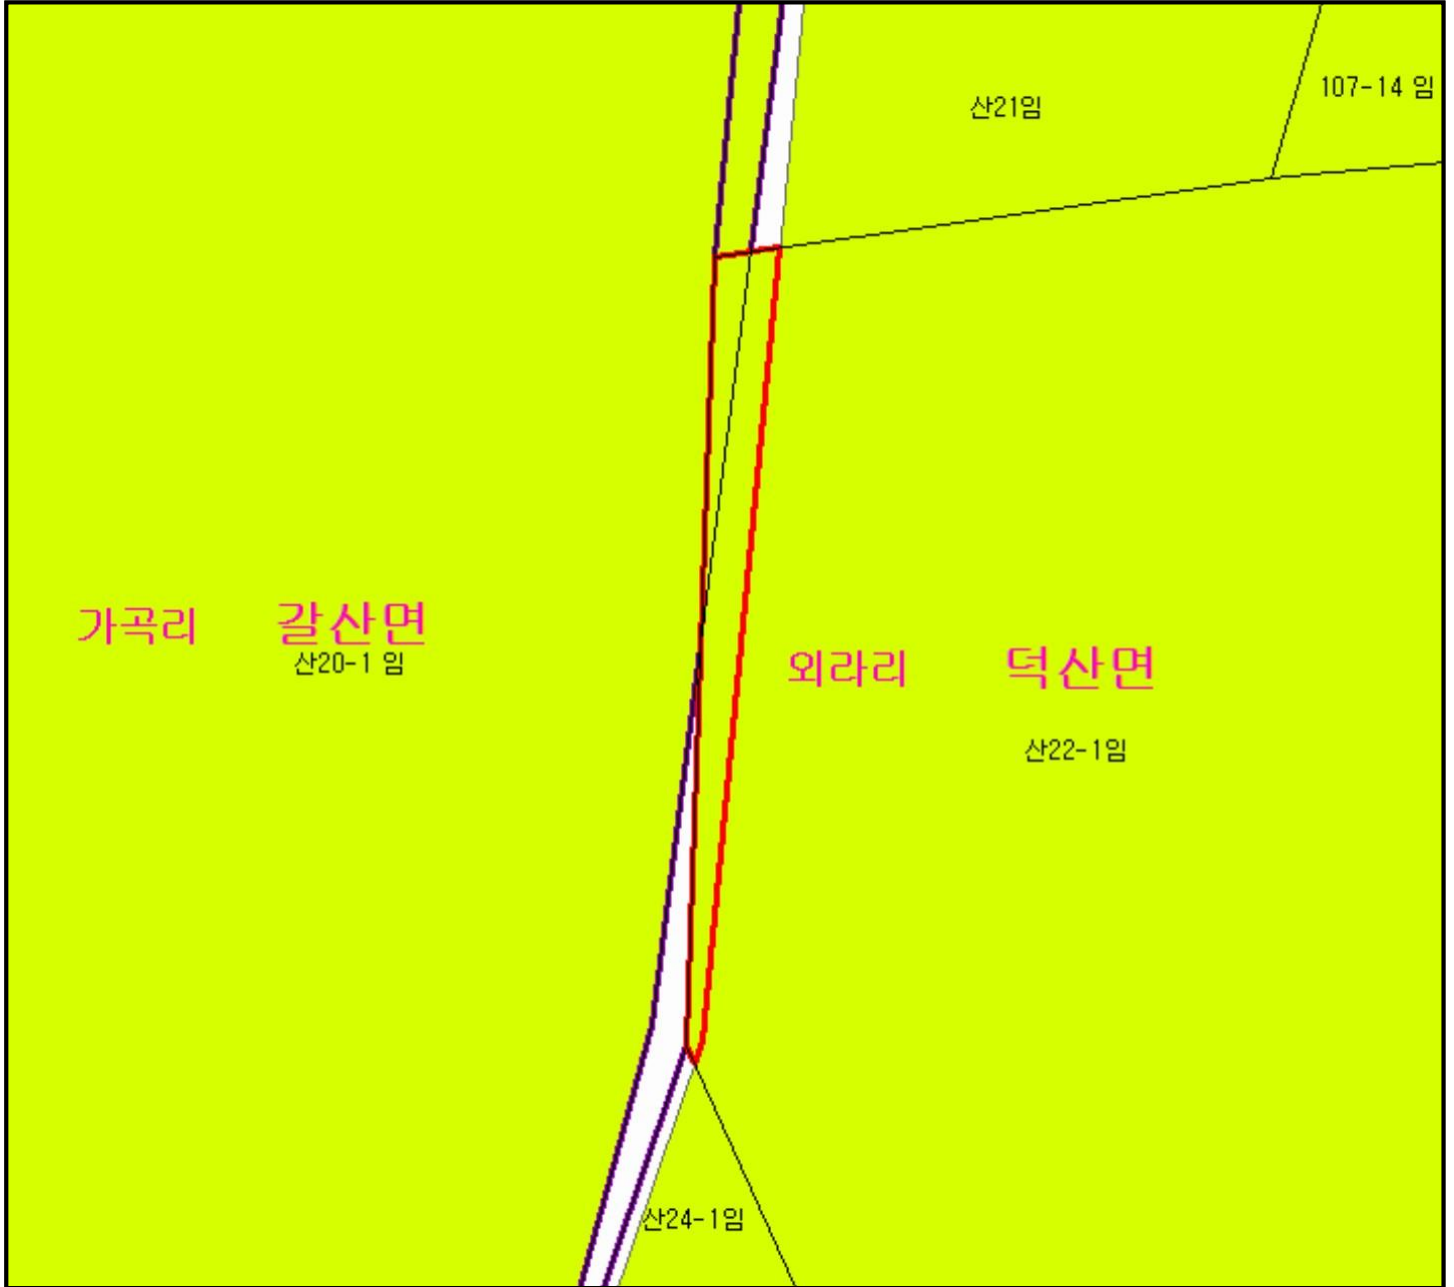 107-14 임
산21임
가곡리 갈산면
산20-1 임
외라리 덕산면
산22-1임
산24-1임